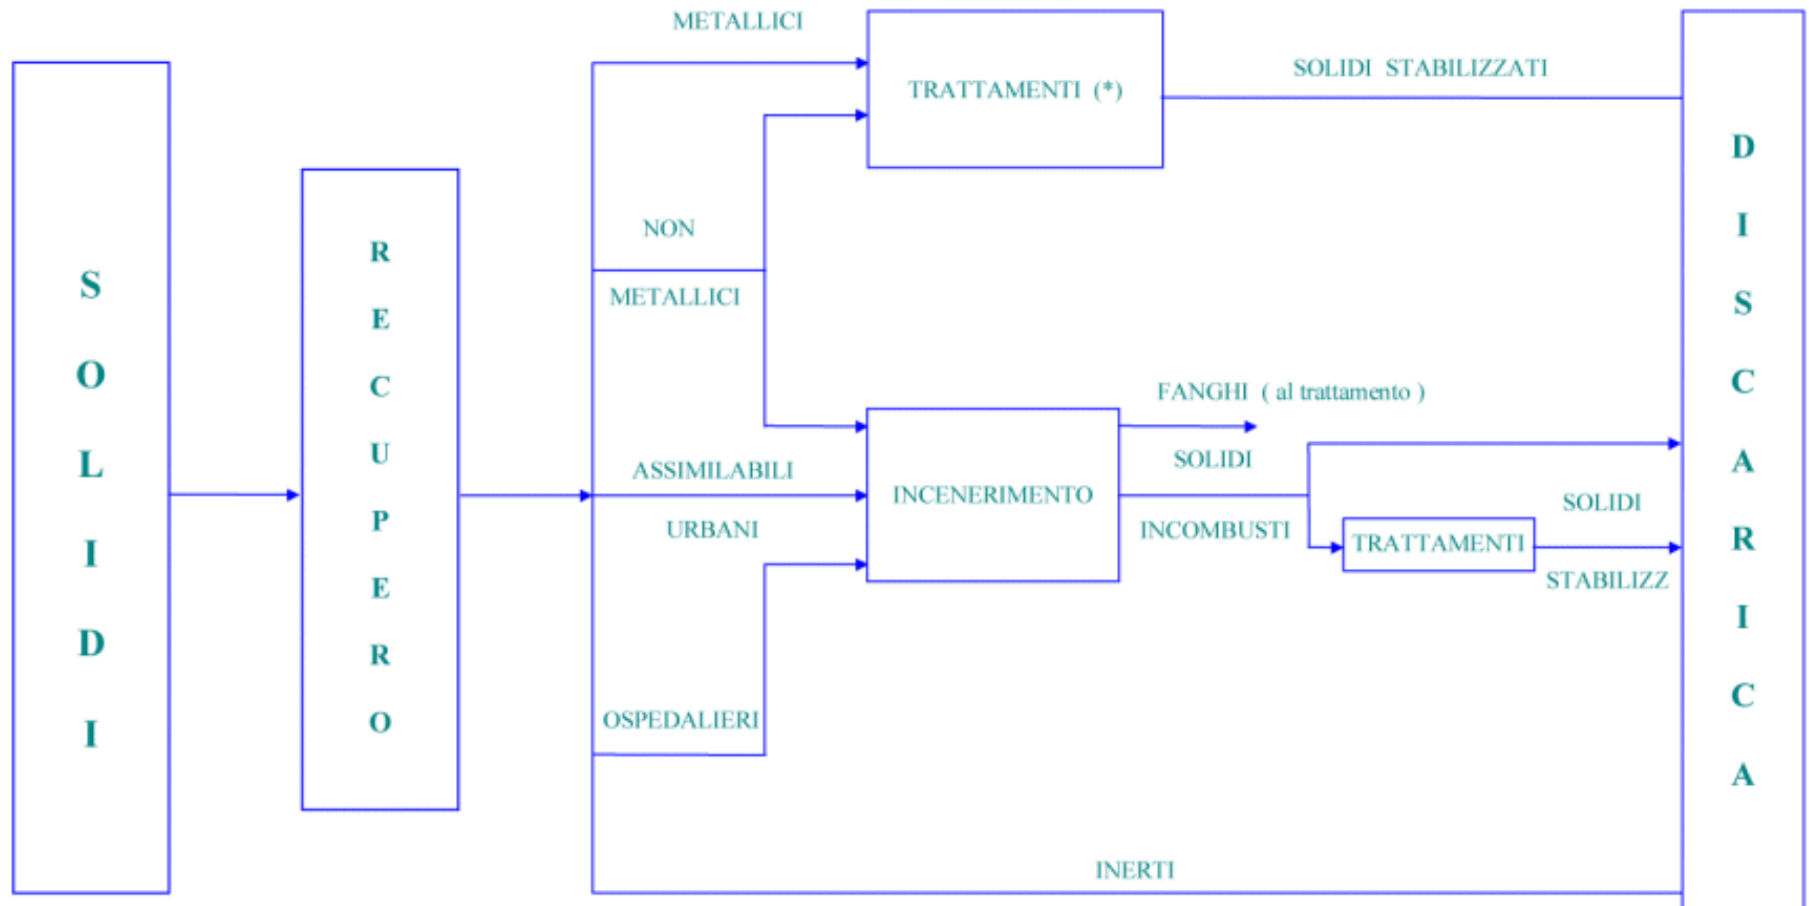 SOLIDI
RECUPERO
METALLICI
TRATTAMENTI (*)
SOLIDI STABILIZZATI
NON
METALLICI
FANGHI ( al trattamento )
ASSIMILABILI
URBANI
INCENERIMENTO
SOLIDI
INCOMBUSTI
TRATTAMENTI
SOLIDI
STABILIZZ
OSPEDALIERI
INERTI
DISCARICA